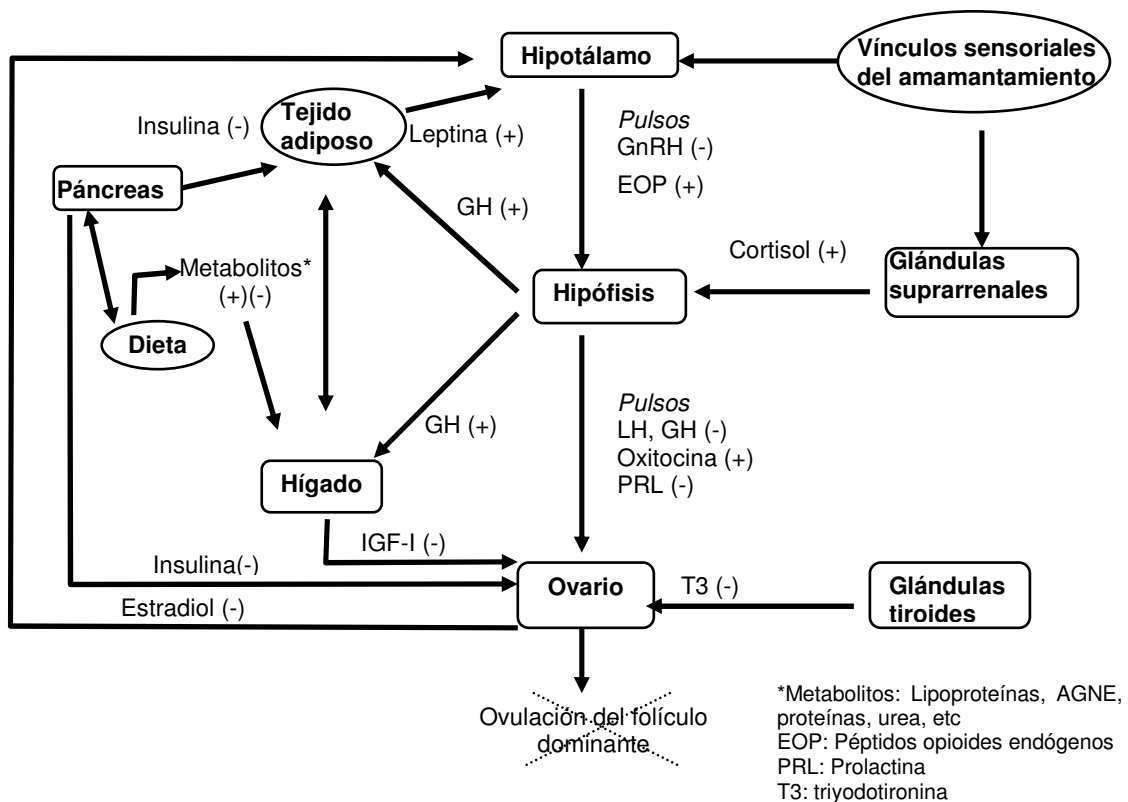 Hipotálamo
Vínculos sensoriales
del amamantamiento
Tejido
adiposo
Insulina (-)
Leptina (+)
Pulsos
GnRH (-)
EOP (+)
Páncreas
GH (+)
Cortisol (+)
Glándulas
suprarrenales
Metabolitos*
(+)(-)
Hipófisis
Dieta
Pulsos
LH, GH (-)
Oxitocina (+)
PRL (-)
GH (+)
Hígado
IGF-I (-)
Insulina(-)
Ovario
T3 (-)
Glándulas
tiroides
Estradiol (-)
Ovulación del folículo
dominante
*Metabolitos: Lipoproteínas, AGNE,
proteínas, urea, etc
EOP: Péptidos opioides endógenos
PRL: Prolactina
T3: triyodotironina